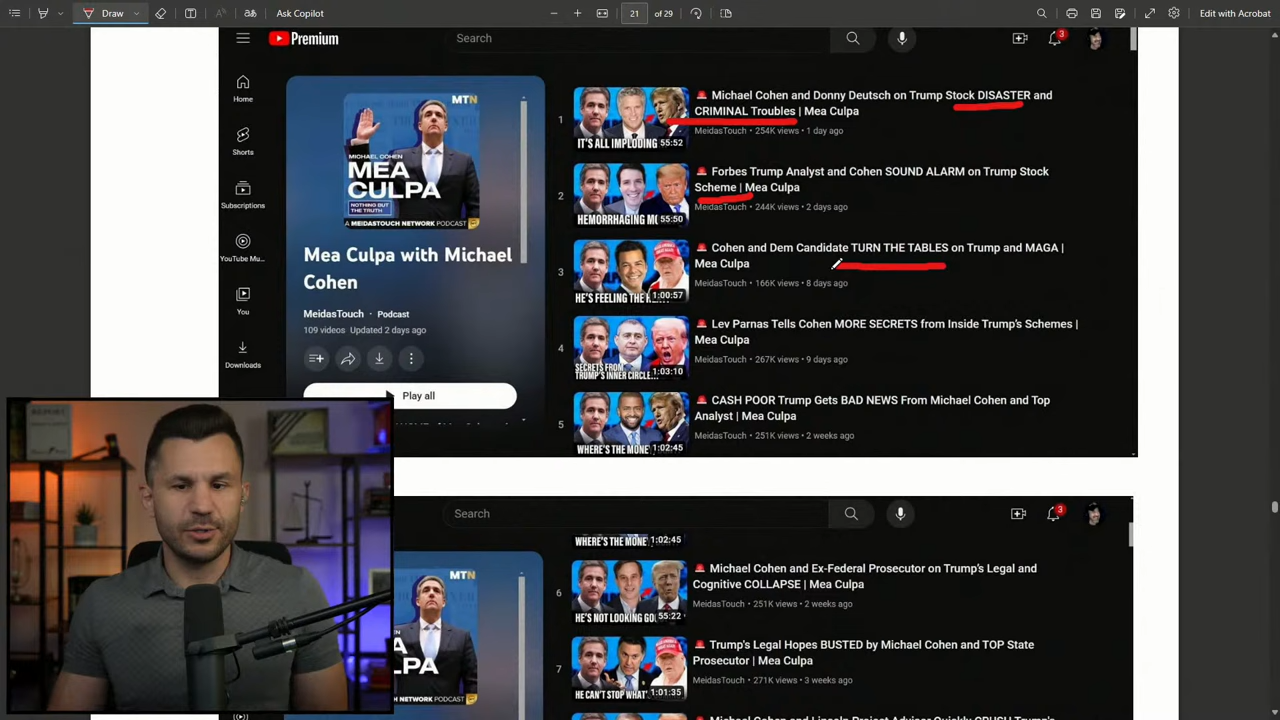 Draw
Ask Copilot
21 of 29
Edit with Acrobat
Premium
Search
3
Home
Shorts
Subscriptions
YouTube Mu...
You
Downloads
MTN
MICHAEL COHEN
MEA
CULPA
NOTHING BUT
THE TRUTH
A MEIDASTOUCH NETWORK PODCAST
Mea Culpa with Michael
Cohen
MeidasTouch · Podcast
109 videos Updated 2 days ago
Play all
1
IT'S ALL IMPLODING
55:52
🚨 Michael Cohen and Donny Deutsch on Trump Stock DISASTER and
CRIMINAL Troubles | Mea Culpa
MeidasTouch • 254K views • 1 day ago
2
HEMORRHAGING
55:50
🚨 Forbes Trump Analyst and Cohen SOUND ALARM on Trump Stock
Scheme | Mea Culpa
MeidasTouch • 244K views • 2 days ago
3
HE'S FEELING THE
1:00:57
🚨 Cohen and Dem Candidate TURN THE TABLES on Trump and MAGA |
Mea Culpa
MeidasTouch • 166K views • 8 days ago
4
SECRETS FROM
TRUMP'S INNER CIRCLE...
1:03:10
🚨 Lev Parnas Tells Cohen MORE SECRETS from Inside Trump's Schemes |
Mea Culpa
MeidasTouch • 267K views • 9 days ago
5
WHERE'S THE MONE
1:02:45
🚨 CASH POOR Trump Gets BAD NEWS From Michael Cohen and Top
Analyst | Mea Culpa
MeidasTouch • 251K views • 2 weeks ago
Search
3
MTN
WHERE'S THE MONE
1:02:45
6
HE'S NOT LOOKING GO
55:22
🚨 Michael Cohen and Ex-Federal Prosecutor on Trump's Legal and
Cognitive COLLAPSE | Mea Culpa
MeidasTouch • 251K views • 2 weeks ago
7
HE CAN'T STOP WHAT'
1:01:35
🚨 Trump's Legal Hopes BUSTED by Michael Cohen and TOP State
Prosecutor | Mea Culpa
MeidasTouch • 271K views • 3 weeks ago